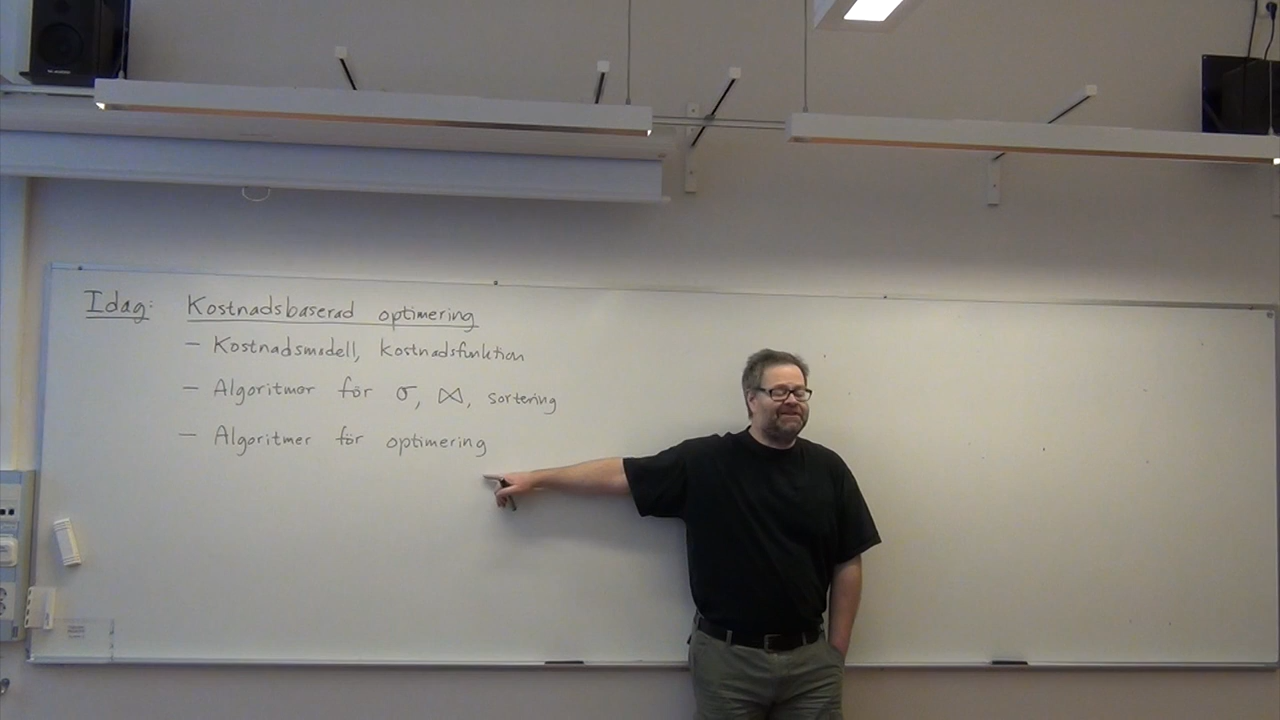 Idag: Kostnadsbaserad optimering
– Kostnadsmodell, kostnadsfunktion
– Algoritmer för σ, ⋈, sortering
– Algoritmer för optimering